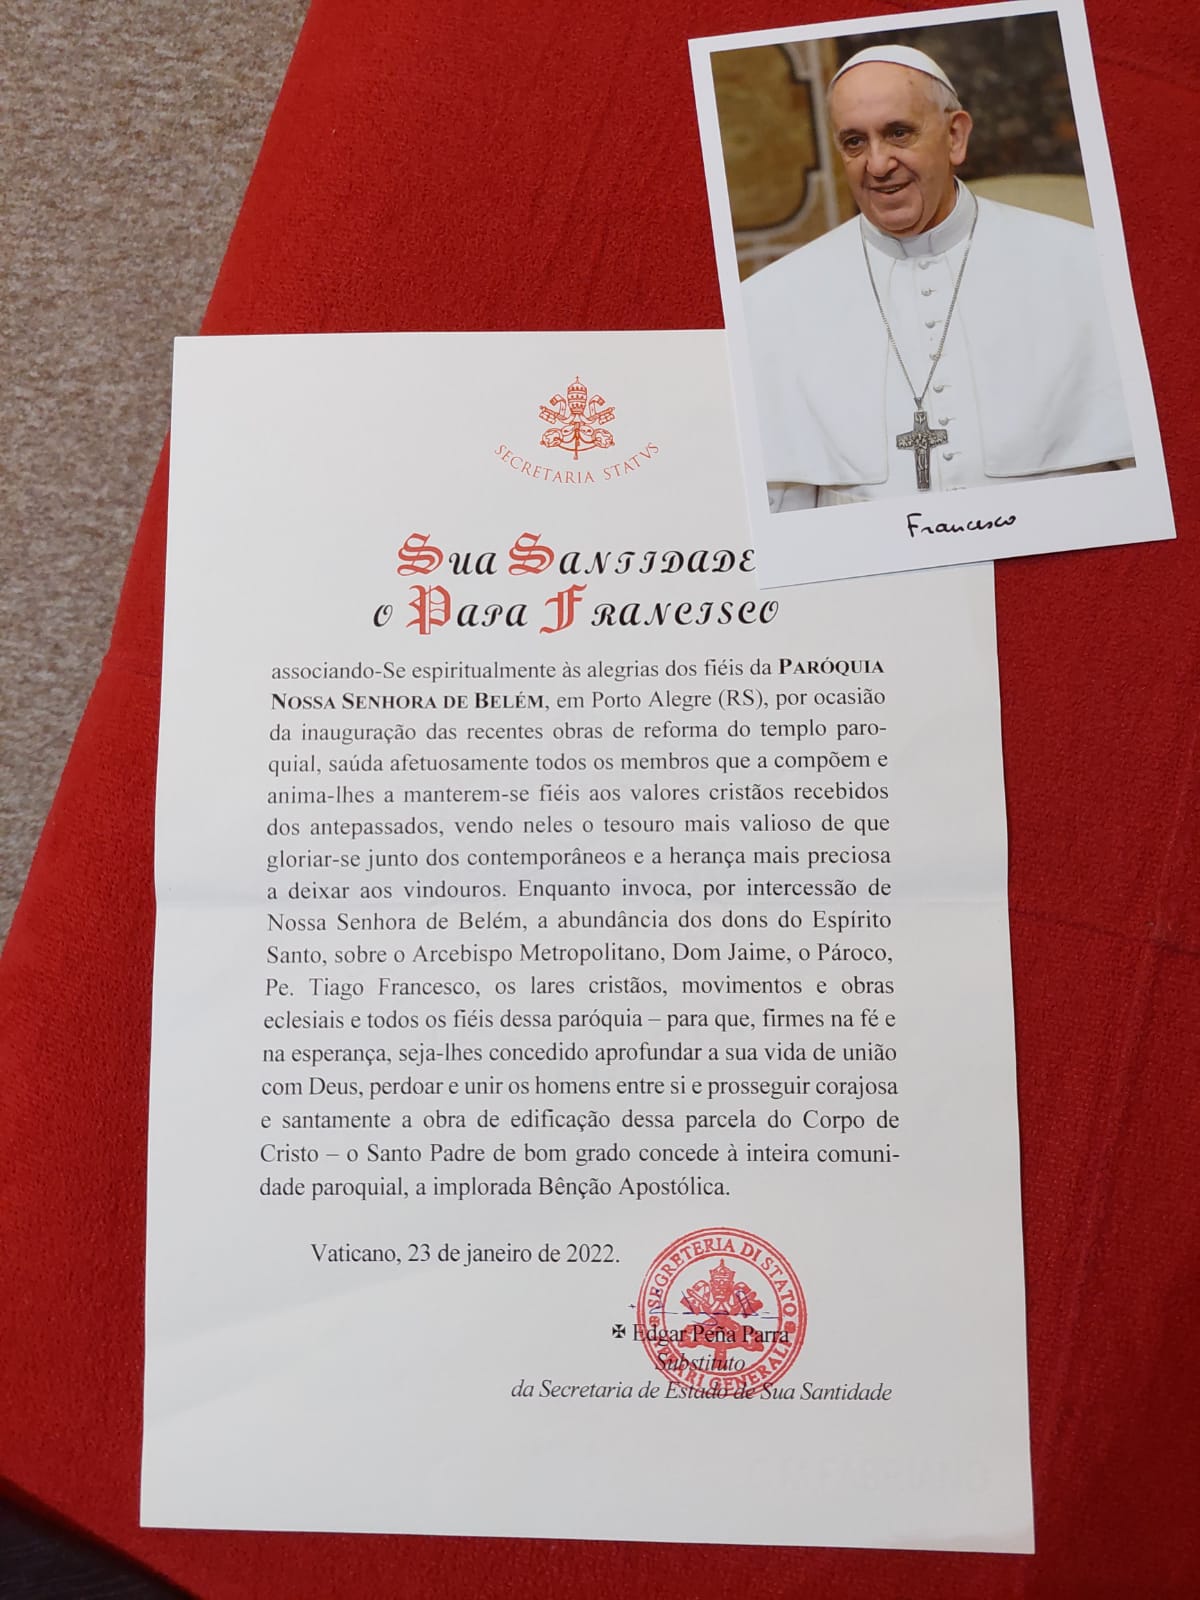 SECRETARIA STATVS
Francesco
SUA SANTIDADE
O PAPA FRANCISCO
associando-Se espiritualmente às alegrias dos fiéis da PARÓQUIA
NOSSA SENHORA DE BELÉM, em Porto Alegre (RS), por ocasião
da inauguração das recentes obras de reforma do templo paro-
quial, saúda afetuosamente todos os membros que a compõem e
anima-lhes a manterem-se fiéis aos valores cristãos recebidos
dos antepassados, vendo neles o tesouro mais valioso de que
gloriar-se junto dos contemporâneos e a herança mais preciosa
a deixar aos vindouros. Enquanto invoca, por intercessão de
Nossa Senhora de Belém, a abundância dos dons do Espírito
Santo, sobre o Arcebispo Metropolitano, Dom Jaime, o Pároco,
Pe. Tiago Francesco, os lares cristãos, movimentos e obras
eclesiais e todos os fiéis dessa paróquia – para que, firmes na fé e
na esperança, seja-lhes concedido aprofundar a sua vida de união
com Deus, perdoar e unir os homens entre si e prosseguir corajosa
e santamente a obra de edificação dessa parcela do Corpo de
Cristo – o Santo Padre de bom grado concede à inteira comuni-
dade paroquial, a implorada Bênção Apostólica.
Vaticano, 23 de janeiro de 2022.
SEGRETERIA DI STATO
GENERALI
✠ Edgar Peña Parra
Substituto
da Secretaria de Estado de Sua Santidade